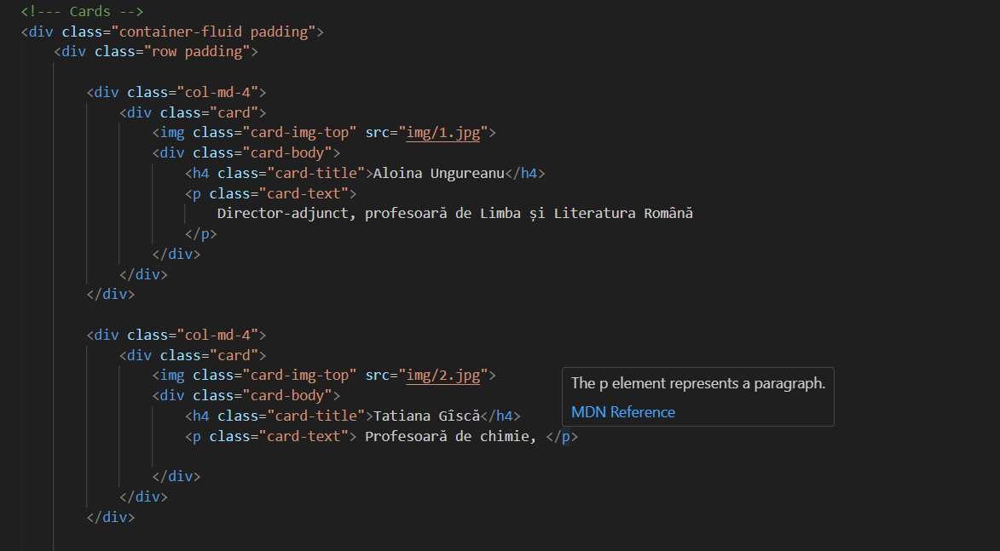 <!--- Cards -->
<div class="container-fluid padding">
<div class="row padding">
<div class="col-md-4">
<div class="card">
<img class="card-img-top" src="img/1.jpg">
<div class="card-body">
<h4 class="card-title">Aloina Ungureanu</h4>
<p class="card-text">
Director-adjunct, profesoară de Limba și Literatura Română
</p>
</div>
</div>
</div>
<div class="col-md-4">
<div class="card">
<img class="card-img-top" src="img/2.jpg">
<div class="card-body">
<h4 class="card-title">Tatiana Gîscă</h4>
<p class="card-text"> Profesoară de chimie, </p>
The p element represents a paragraph.
MDN Reference
</div>
</div>
</div>